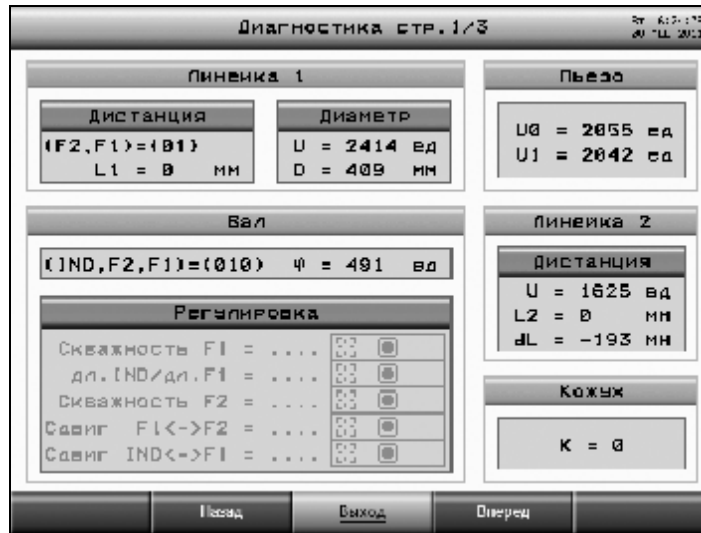 Диагностика стр.1/3
Линейка 1
Дистанция
(F2,F1)=(01)
L1 = 0 мм
Диаметр
U = 2414 ед
D = 409 мм
Пьезо
U0 = 2055 ед
U1 = 2042 ед
Вал
(IND,F2,F1)=(010) φ = 491 ед
Регулировка
Скважность F1 = ....
дл.IND/дл.F1 = ....
Скважность F2 = ....
Сдвиг F1<->F2 = ....
Сдвиг IND<->F1 = ....
Линейка 2
Дистанция
U = 1625 ед
L2 = 0 мм
dL = -193 мм
Кожух
K = 0
Назад
Выход
Вперед